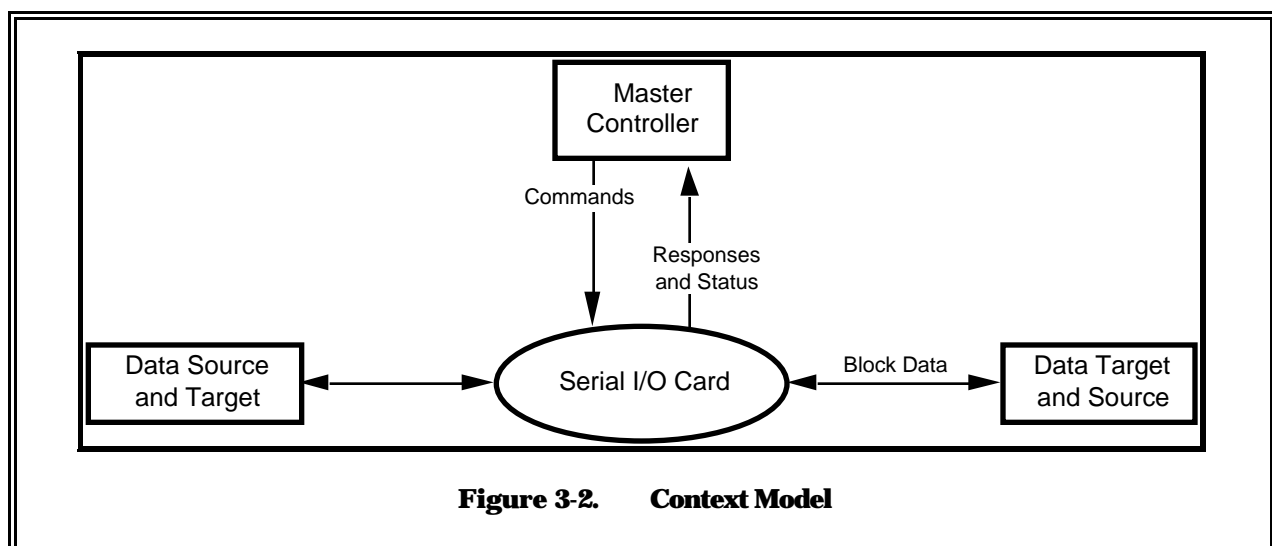 Master
Controller
Commands
Responses
and Status
Data Source
and Target
Serial I/O Card
Block Data
Data Target
and Source
Figure 3-2. Context Model